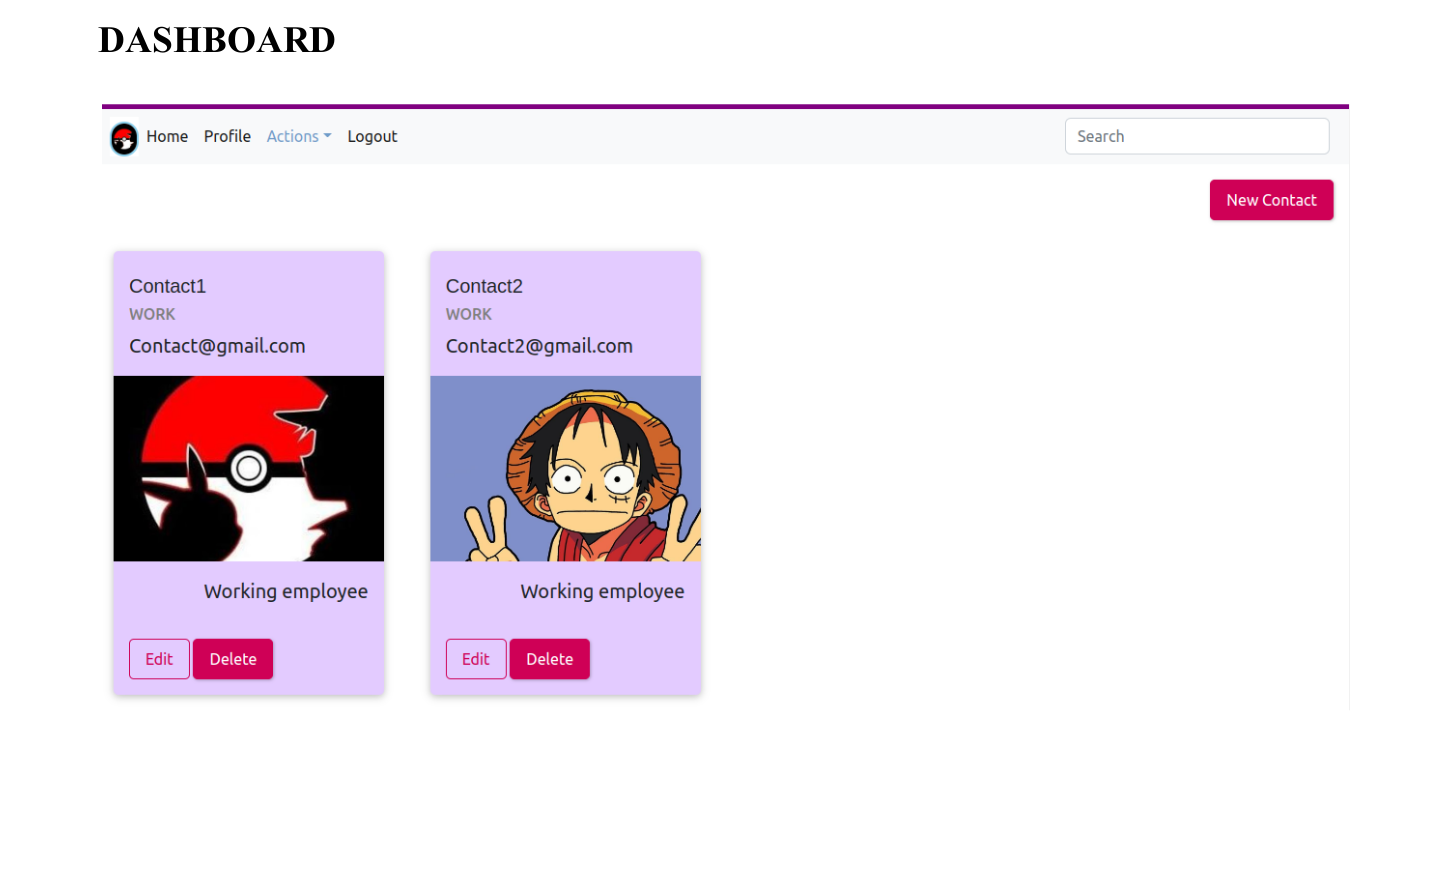 DASHBOARD
Home Profile Actions Logout Search
New Contact
Contact1
WORK
Contact@gmail.com
Working employee
Edit Delete
Contact2
WORK
Contact2@gmail.com
Working employee
Edit Delete